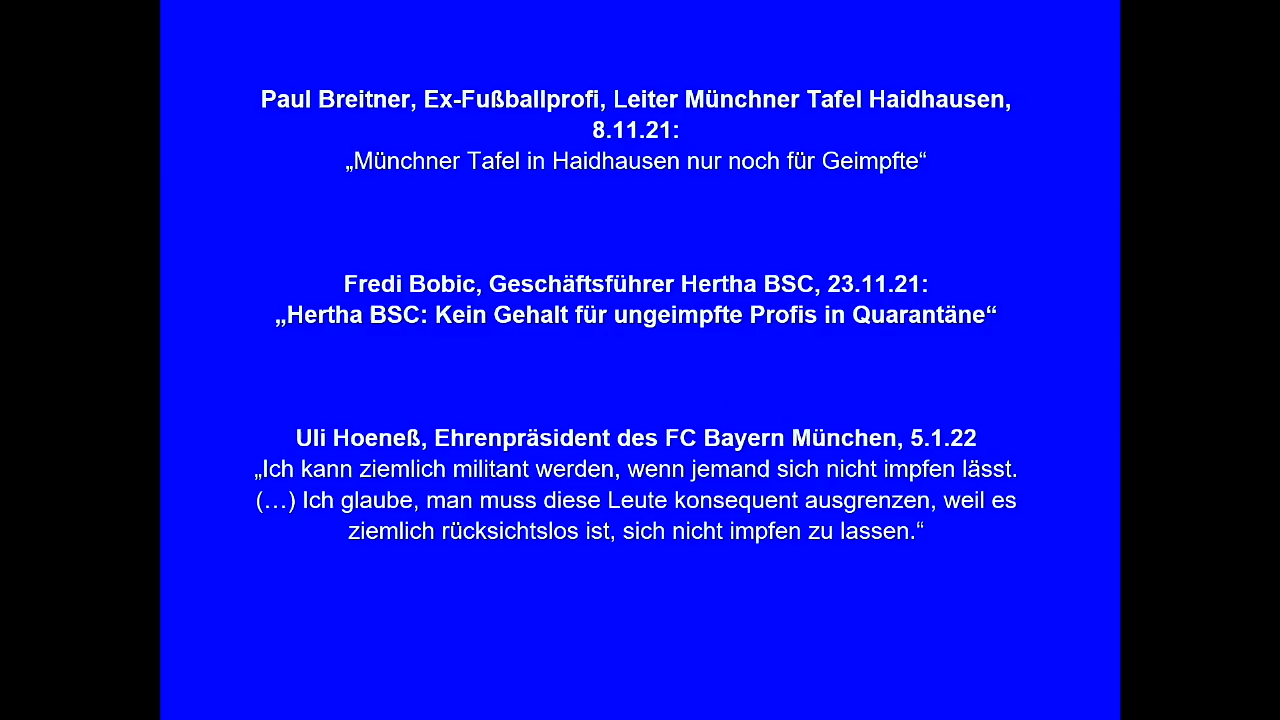 Paul Breitner, Ex-Fußballprofi, Leiter Münchner Tafel Haidhausen,
8.11.21:
„Münchner Tafel in Haidhausen nur noch für Geimpfte“
Fredi Bobic, Geschäftsführer Hertha BSC, 23.11.21:
„Hertha BSC: Kein Gehalt für ungeimpfte Profis in Quarantäne“
Uli Hoeneß, Ehrenpräsident des FC Bayern München, 5.1.22
„Ich kann ziemlich militant werden, wenn jemand sich nicht impfen lässt.
(…) Ich glaube, man muss diese Leute konsequent ausgrenzen, weil es
ziemlich rücksichtslos ist, sich nicht impfen zu lassen.“